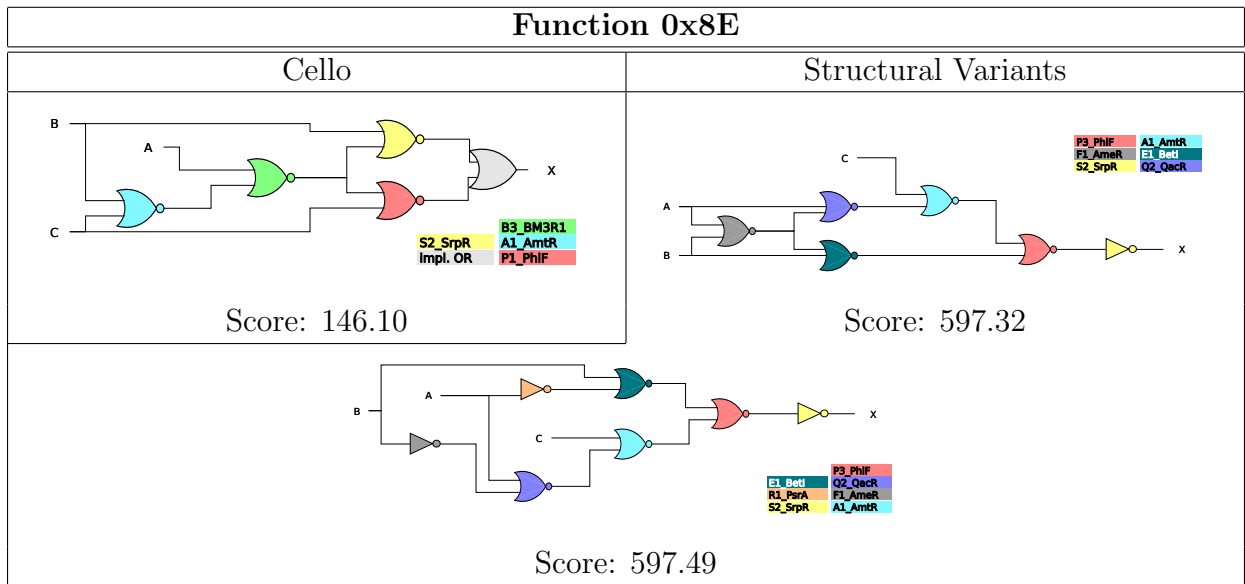 Function 0x8E
Cello
Structural Variants
B
A
C
X
B3_BM3R1
S2_SrpR A1_AmtR
Impl. OR P1_PhlF
Score: 146.10
P3_PhlF A1_AmtR
F1_AmeR E1_BetI
S2_SrpR Q2_QacR
C
A
B
X
Score: 597.32
A
B
C
X
P3_PhlF
E1_BetI Q2_QacR
R1_PsrA F1_AmeR
S2_SrpR A1_AmtR
Score: 597.49